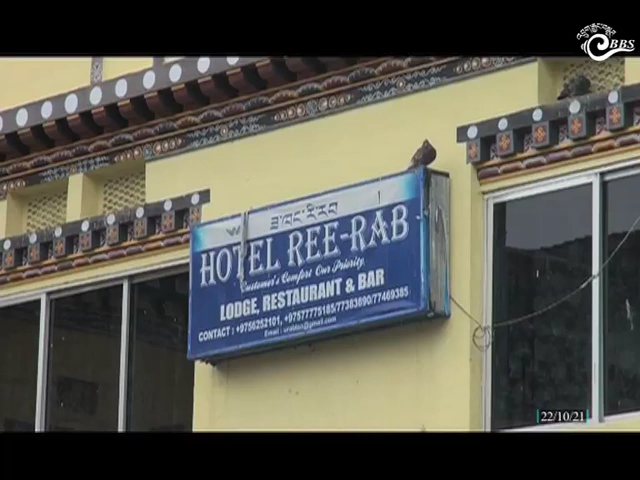 BBS
HOTEL REE-RAB
Customer's Comfort Our Priority
LODGE, RESTAURANT & BAR
CONTACT : +9756252101, +97577775185/77383690/77469385
Email :
22/10/21